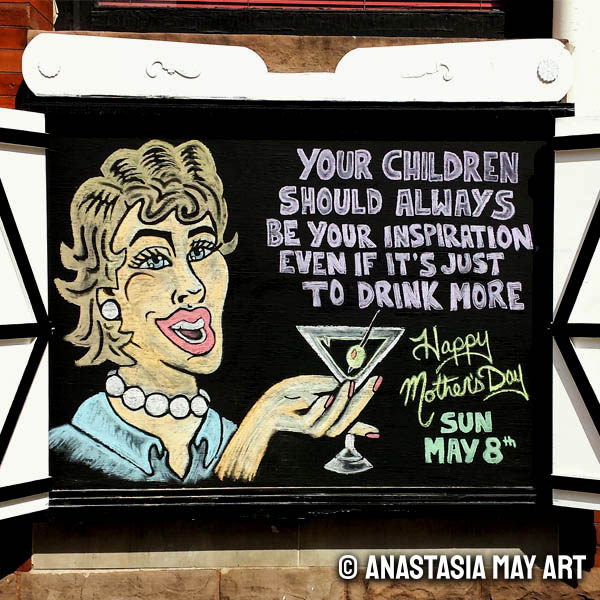 YOUR CHILDREN
SHOULD ALWAYS
BE YOUR INSPIRATION
EVEN IF IT'S JUST
TO DRINK MORE
Happy
Mother's Day
SUN
MAY 8th
© ANASTASIA MAY ART